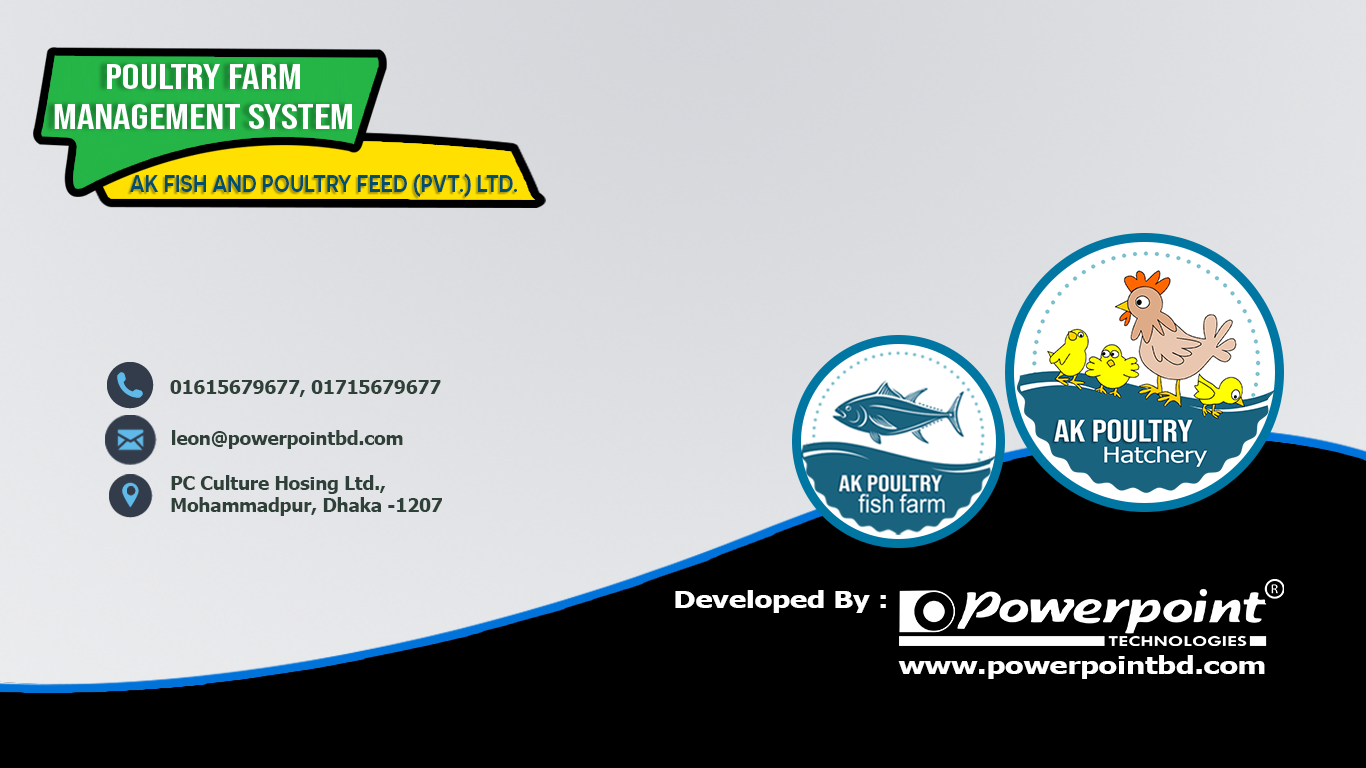 POULTRY FARM
MANAGEMENT SYSTEM
AK FISH AND POULTRY FEED (PVT.) LTD.
01615679677, 01715679677
leon@powerpointbd.com
PC Culture Hosing Ltd.,
Mohammadpur, Dhaka -1207
AK POULTRY
fish farm
AK POULTRY
Hatchery
Developed By :
Powerpoint ®
TECHNOLOGIES
www.powerpointbd.com